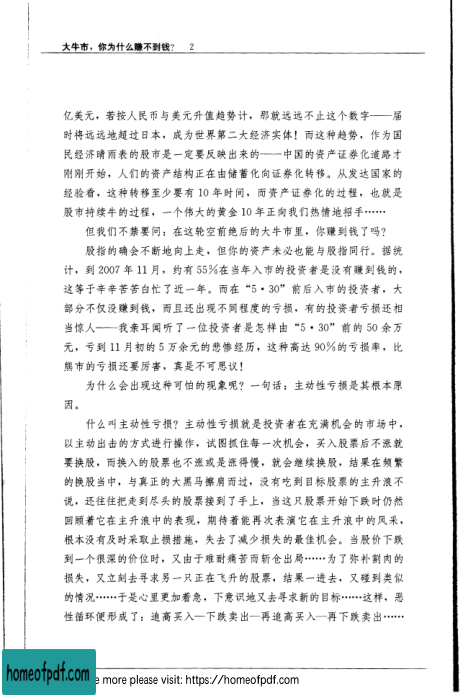 大牛市，你为什么赚不到钱？ 2
亿美元，若按人民币与美元升值趋势计，那就远远不止这个数字——届
时将远远地超过日本，成为世界第二大经济实体！而这种趋势，作为国
民经济晴雨表的股市是一定要反映出来的——中国的资产证券化道路才
刚刚开始，人们的资产结构正在由储蓄化向证券化转移。从发达国家的
经验看，这种转移至少要有 10 年时间，而资产证券化的过程，也就是
股市持续牛的过程，一个伟大的黄金 10 年正向我们热情地招手……
但我们不禁要问：在这轮空前绝后的大牛市里，你赚到钱了吗？
股指的确会不断地向上走，但你的资产未必也能与股指同行。据统
计，到 2007 年 11 月，约有 55％在当年入市的投资者是没有赚到钱的，
这等于辛辛苦苦白忙了近一年。而在“5·30”前后入市的投资者，大
部分不仅没赚到钱，而且还出现不同程度的亏损，有的投资者亏损还相
当惊人——我亲耳闻听了一位投资者是怎样由“5·30”前的 50 余万
元，亏到 11 月初的 5 万余元的悲惨经历，这种高达 90％的亏损率，比
熊市的亏损还要厉害，真是不可思议！
为什么会出现这种可怕的现象呢？一句话：主动性亏损是其根本原
因。
什么叫主动性亏损？主动性亏损就是投资者在充满机会的市场中，
以主动出击的方式进行操作，试图抓住每一次机会，买入股票后不涨就
要换股，而换入的股票也不涨或是涨得慢，就会继续换股，结果在频繁
的换股当中，与真正的大黑马擦肩而过，没有吃到目标股票的主升浪不
说，还往往把走到尽头的股票接到了手上，当这只股票开始下跌时仍然
回顾着它在主升浪中的表现，期待着能再次表演它在主升浪中的风采，
根本没有及时采取止损措施，失去了减少损失的最佳机会。当股价下跌
到一个很深的价位时，又由于难耐痛苦而斩仓出局……为了弥补割肉的
损失，又立刻去寻求另一只正在飞升的股票，结果一进去，又碰到类似
的情况……于是心里更加着急，下意识地又去寻求新的目标……这样，恶
性循环便形成了：追高买入—下跌卖出—再追高买入—再下跌卖出……
homeofpdf.com
e more please visit: https://homeofpdf.com